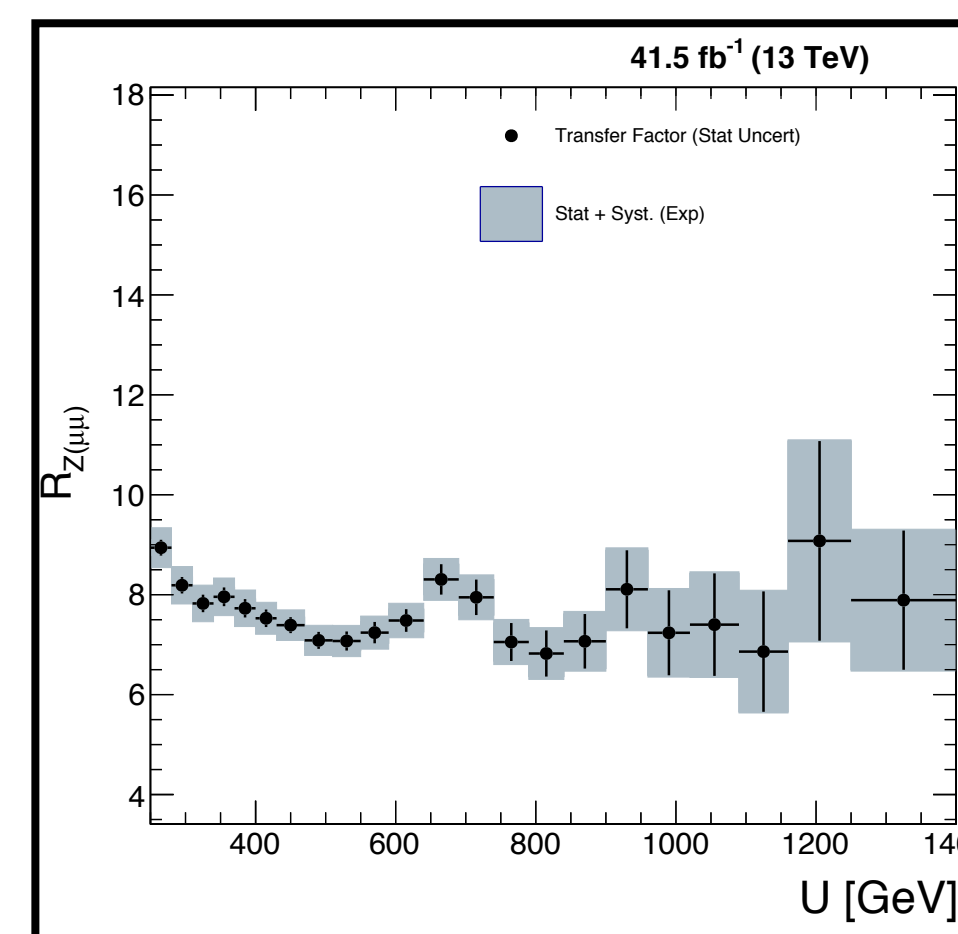 41.5 fb⁻¹ (13 TeV)
Transfer Factor (Stat Uncert)
Stat + Syst. (Exp)
18
16
14
12
10
8
6
4
R_Z(μμ)
400 600 800 1000 1200
U [GeV]